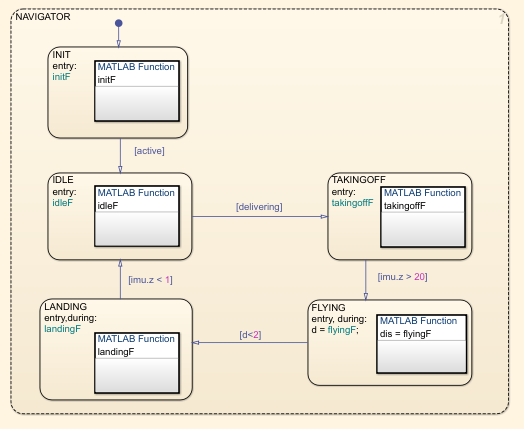 NAVIGATOR
1
INIT
entry:
initF
MATLAB Function
initF
[active]
IDLE
entry:
idleF
MATLAB Function
idleF
[delivering]
TAKINGOFF
entry:
takingoffF
MATLAB Function
takingoffF
[imu.z < 1]
[imu.z > 20]
LANDING
entry,during:
landingF
MATLAB Function
landingF
[d<2]
FLYING
entry, during:
d = flyingF;
MATLAB Function
dis = flyingF